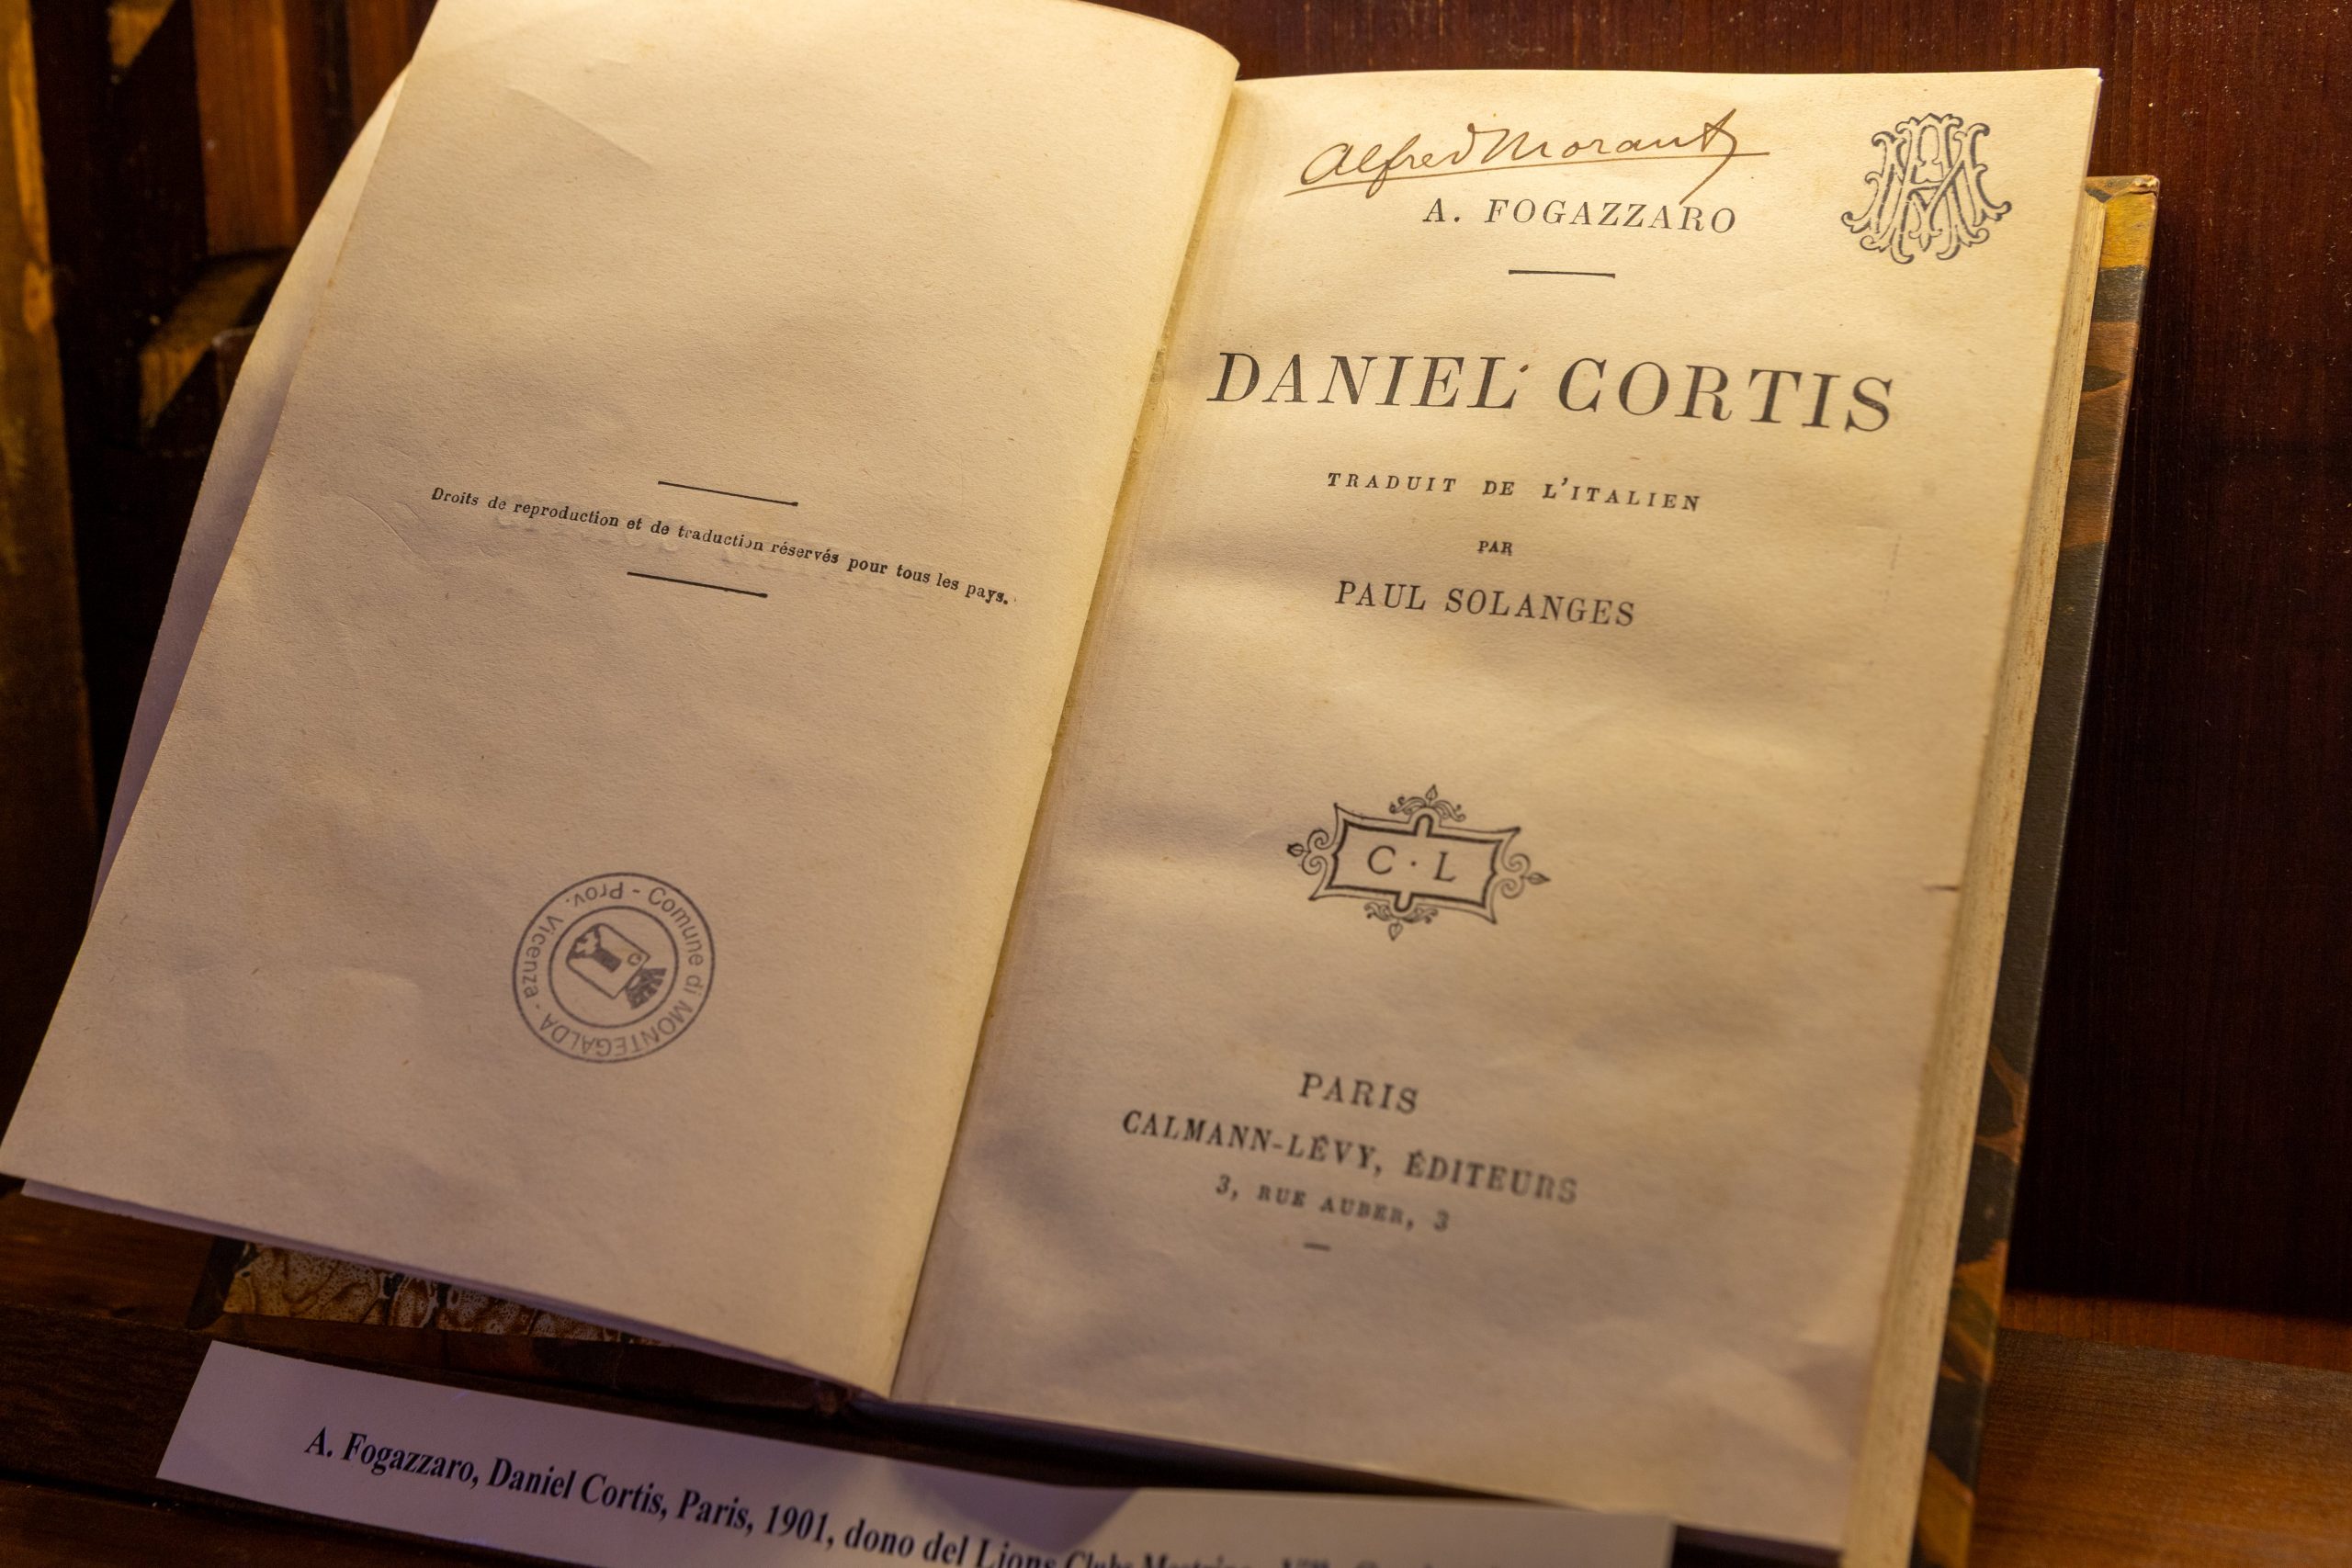 Droits de reproduction et de traduction réservés pour tous les pays.
Prov. Vicenza - Comune di MONTEGALDA -
Alfred Morant
A. FOGAZZARO
DANIEL CORTIS
TRADUIT DE L'ITALIEN
PAR
PAUL SOLANGES
C · L
PARIS
CALMANN-LÉVY, ÉDITEURS
3, RUE AUBER, 3
A. Fogazzaro, Daniel Cortis, Paris, 1901, dono del Lions Clubs